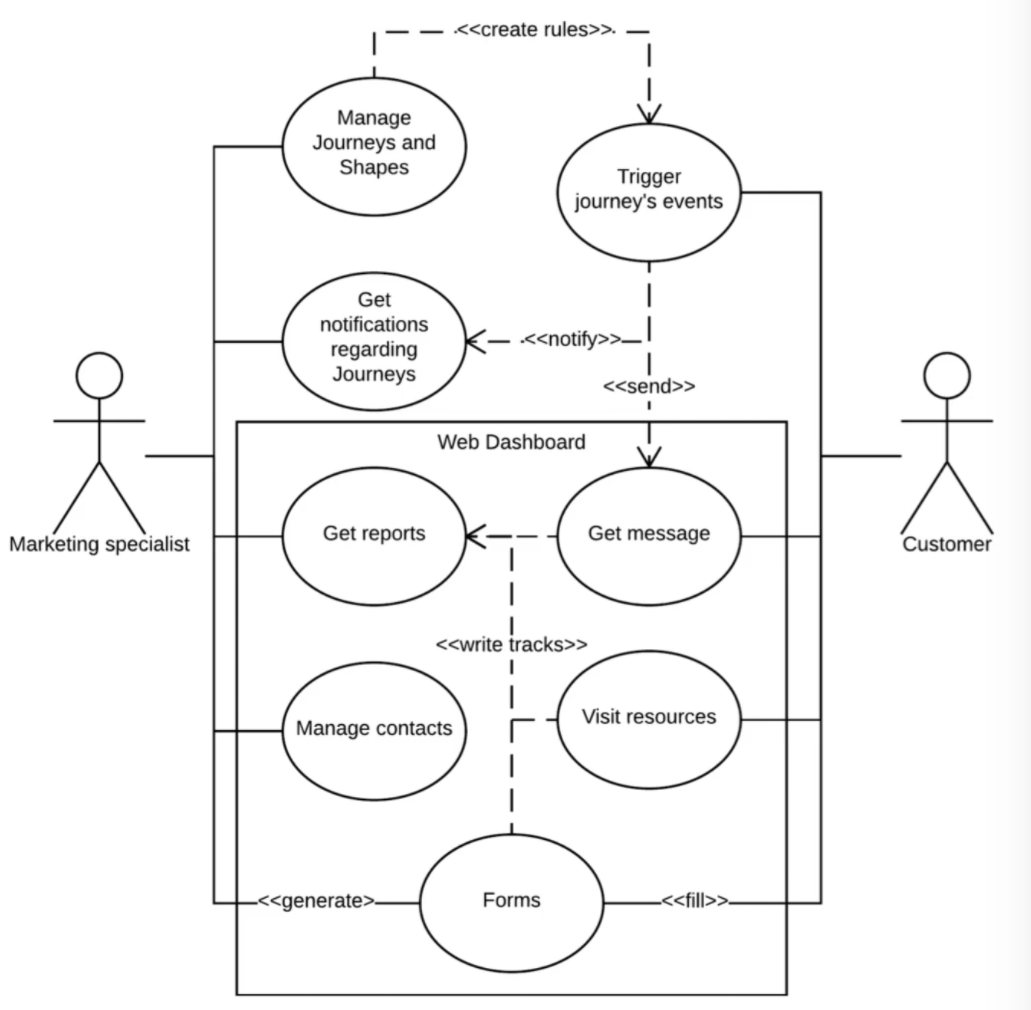 <<create rules>>
Manage
Journeys and
Shapes
Trigger
journey's events
Get
notifications
regarding
Journeys
<<notify>>
<<send>>
Web Dashboard
Get reports
Get message
Marketing specialist
Customer
<<write tracks>>
Manage contacts
Visit resources
<<generate>
Forms
<<fill>>